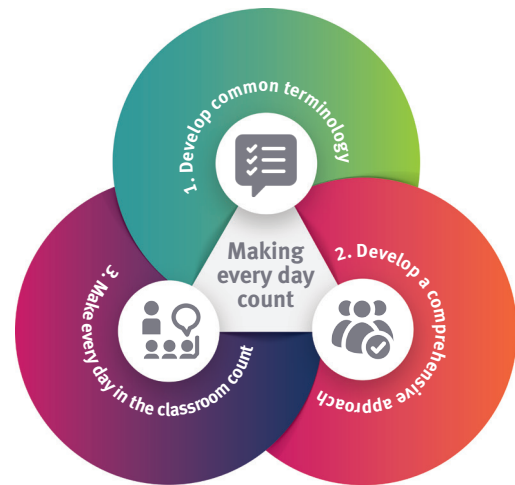 1. Develop common terminology
Making
every day
count
2. Develop a comprehensive approach
3. Make every day in the classroom count